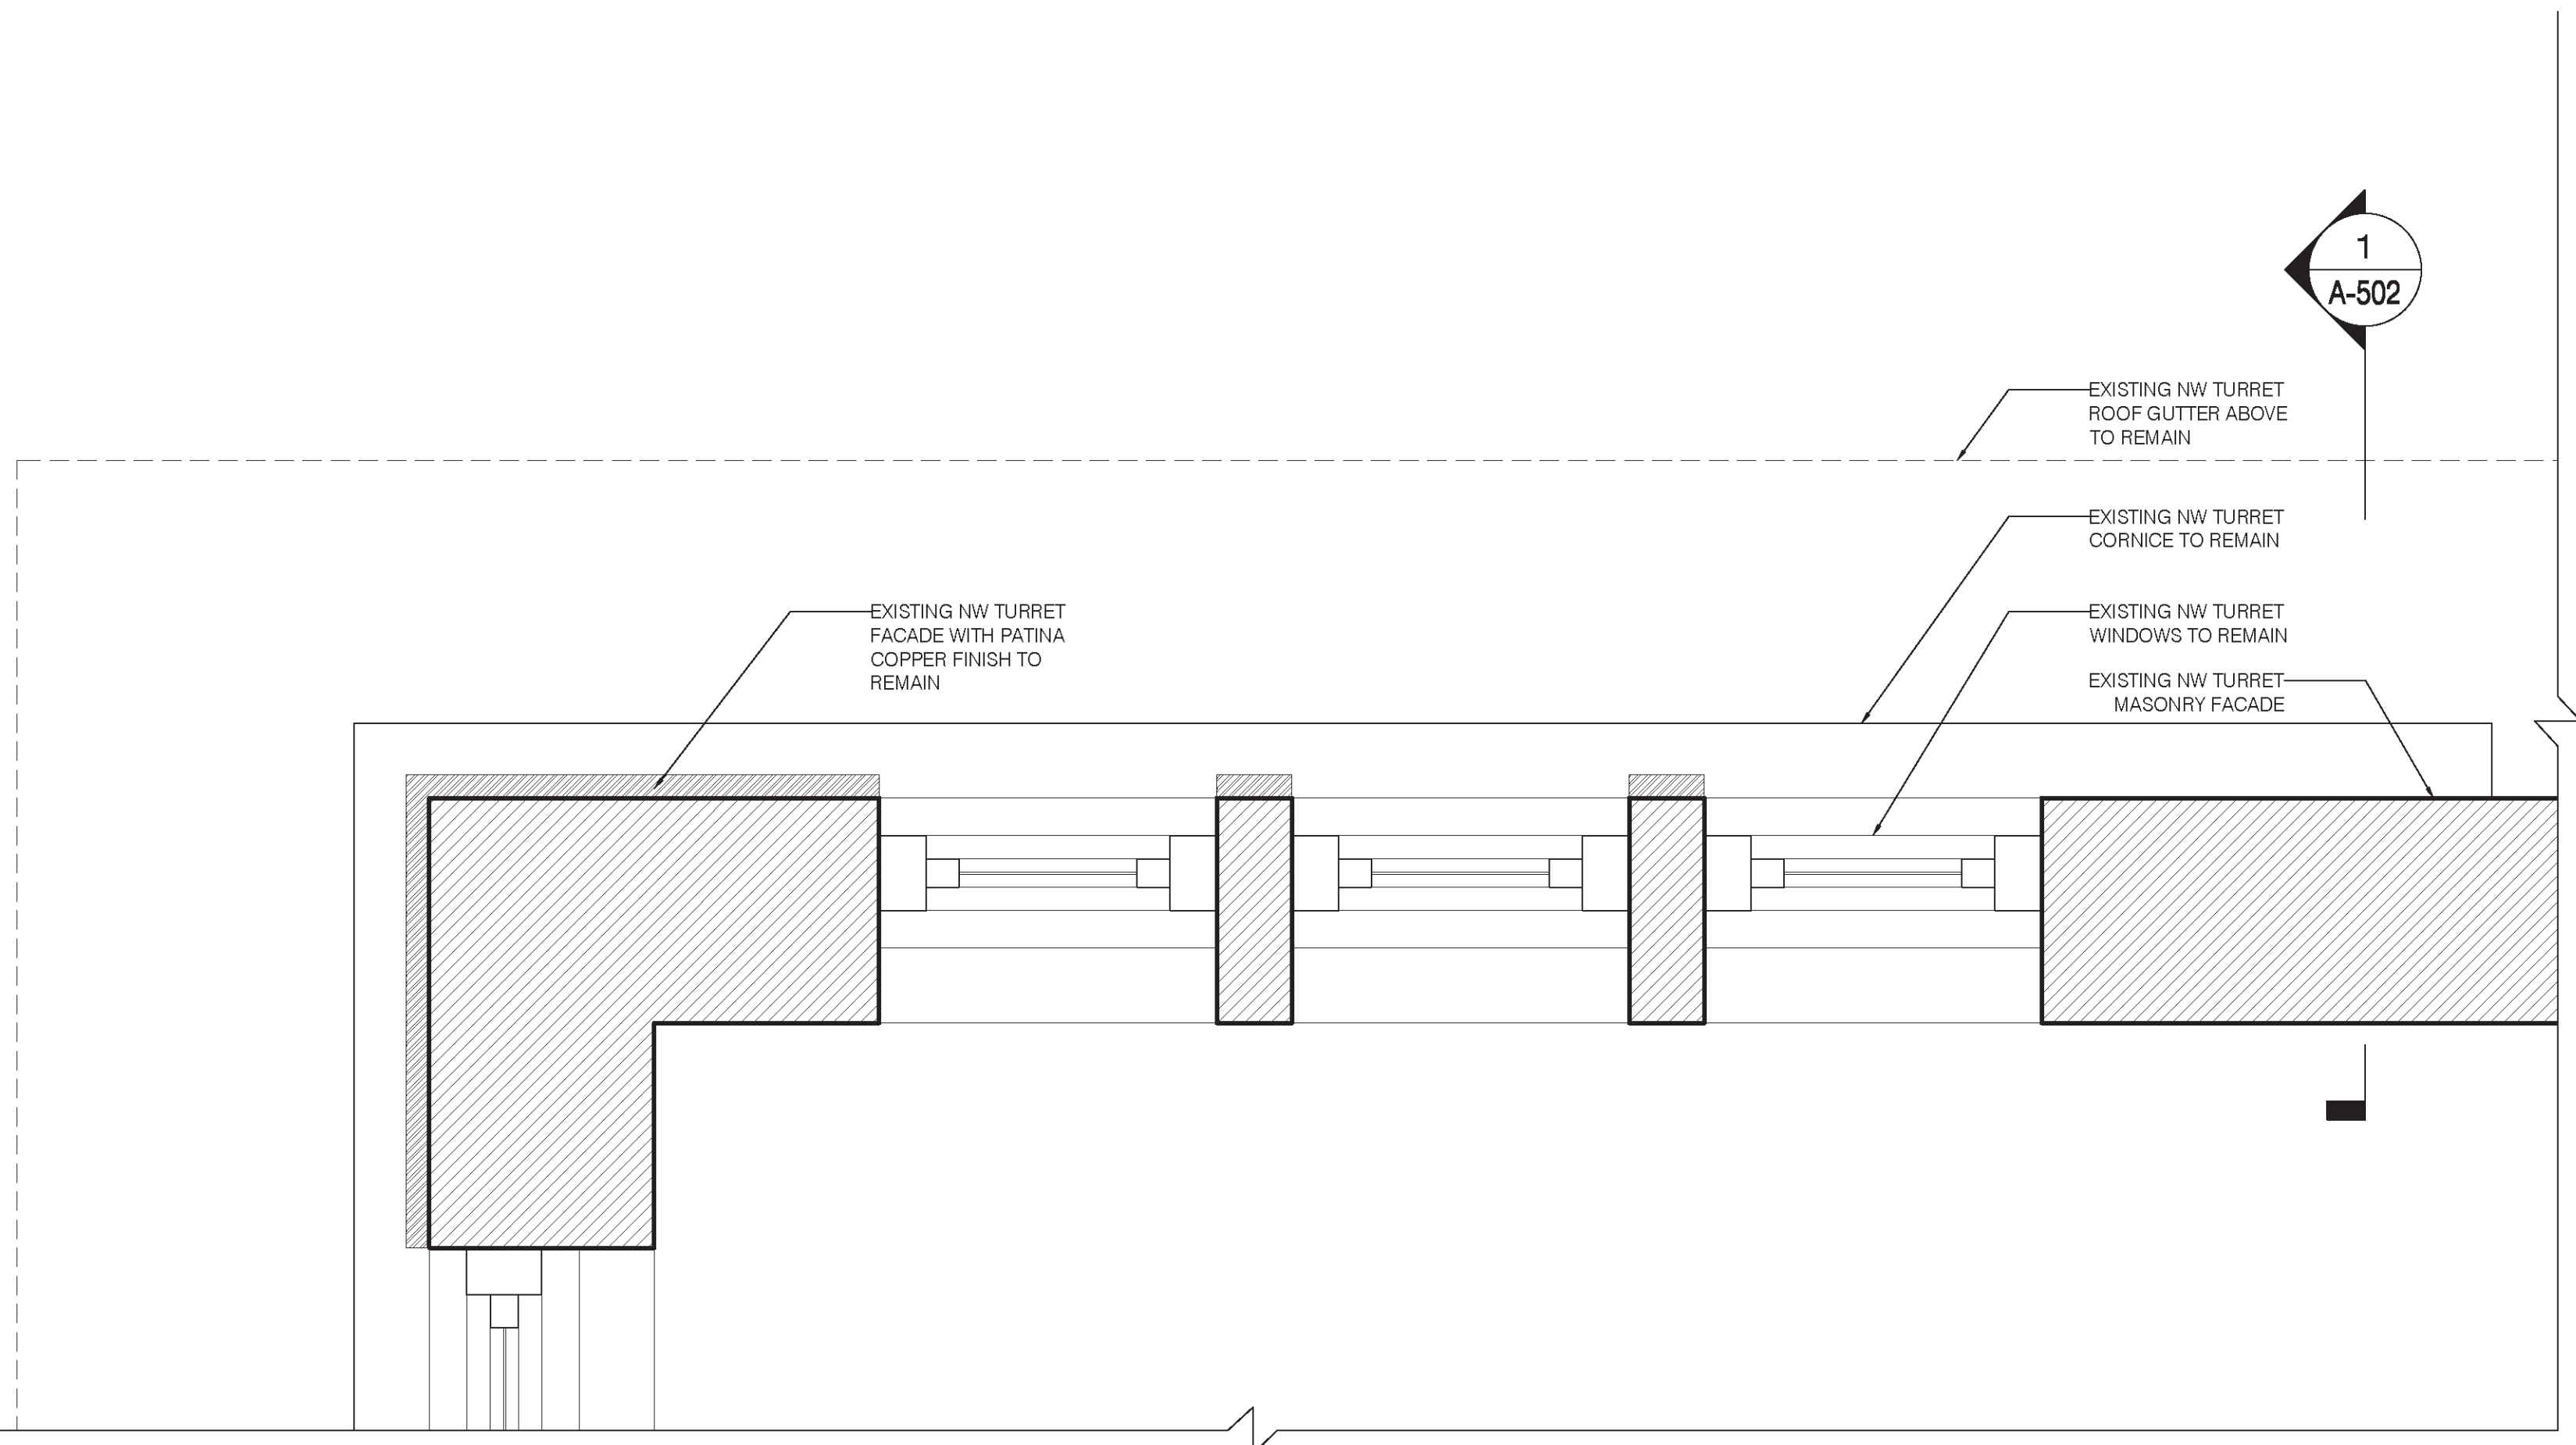 1
A-502
EXISTING NW TURRET
ROOF GUTTER ABOVE
TO REMAIN
EXISTING NW TURRET
CORNICE TO REMAIN
EXISTING NW TURRET
FACADE WITH PATINA
COPPER FINISH TO
REMAIN
EXISTING NW TURRET
WINDOWS TO REMAIN
EXISTING NW TURRET
MASONRY FACADE